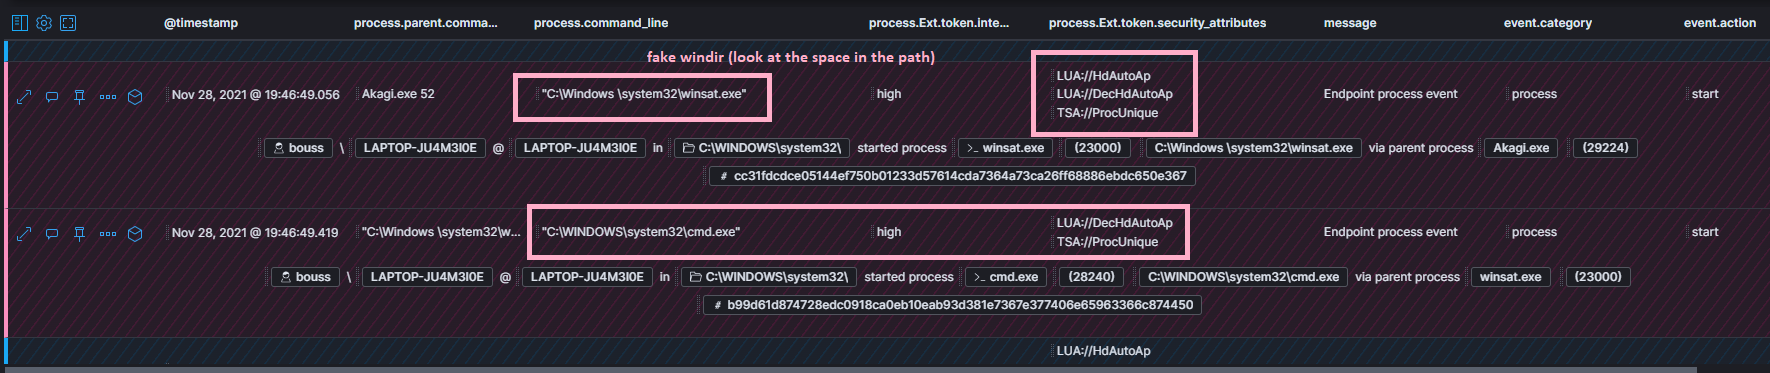 @timestamp process.parent.comma... process.command_line process.Ext.token.inte... process.Ext.token.security_attributes message event.category event.action
fake windir (look at the space in the path)
LUA://HdAutoAp
Nov 28, 2021 @ 19:46:49.056 Akagi.exe 52 "C:\Windows \system32\winsat.exe" high LUA://DecHdAutoAp Endpoint process event process start
TSA://ProcUnique
bouss \ LAPTOP-JU4M3I0E @ LAPTOP-JU4M3I0E in C:\WINDOWS\system32\ started process >_ winsat.exe (23000) C:\Windows \system32\winsat.exe via parent process Akagi.exe (29224)
# cc31fdcdce05144ef750b01233d57614cda7364a73ca26ff68886ebdc650e367
LUA://DecHdAutoAp
Nov 28, 2021 @ 19:46:49.419 "C:\Windows \system32\w... "C:\WINDOWS\system32\cmd.exe" high Endpoint process event process start
TSA://ProcUnique
bouss \ LAPTOP-JU4M3I0E @ LAPTOP-JU4M3I0E in C:\WINDOWS\system32\ started process >_ cmd.exe (28240) C:\WINDOWS\system32\cmd.exe via parent process winsat.exe (23000)
# b99d61d874728edc0918ca0eb10eab93d381e7367e377406e65963366c874450
LUA://HdAutoAp